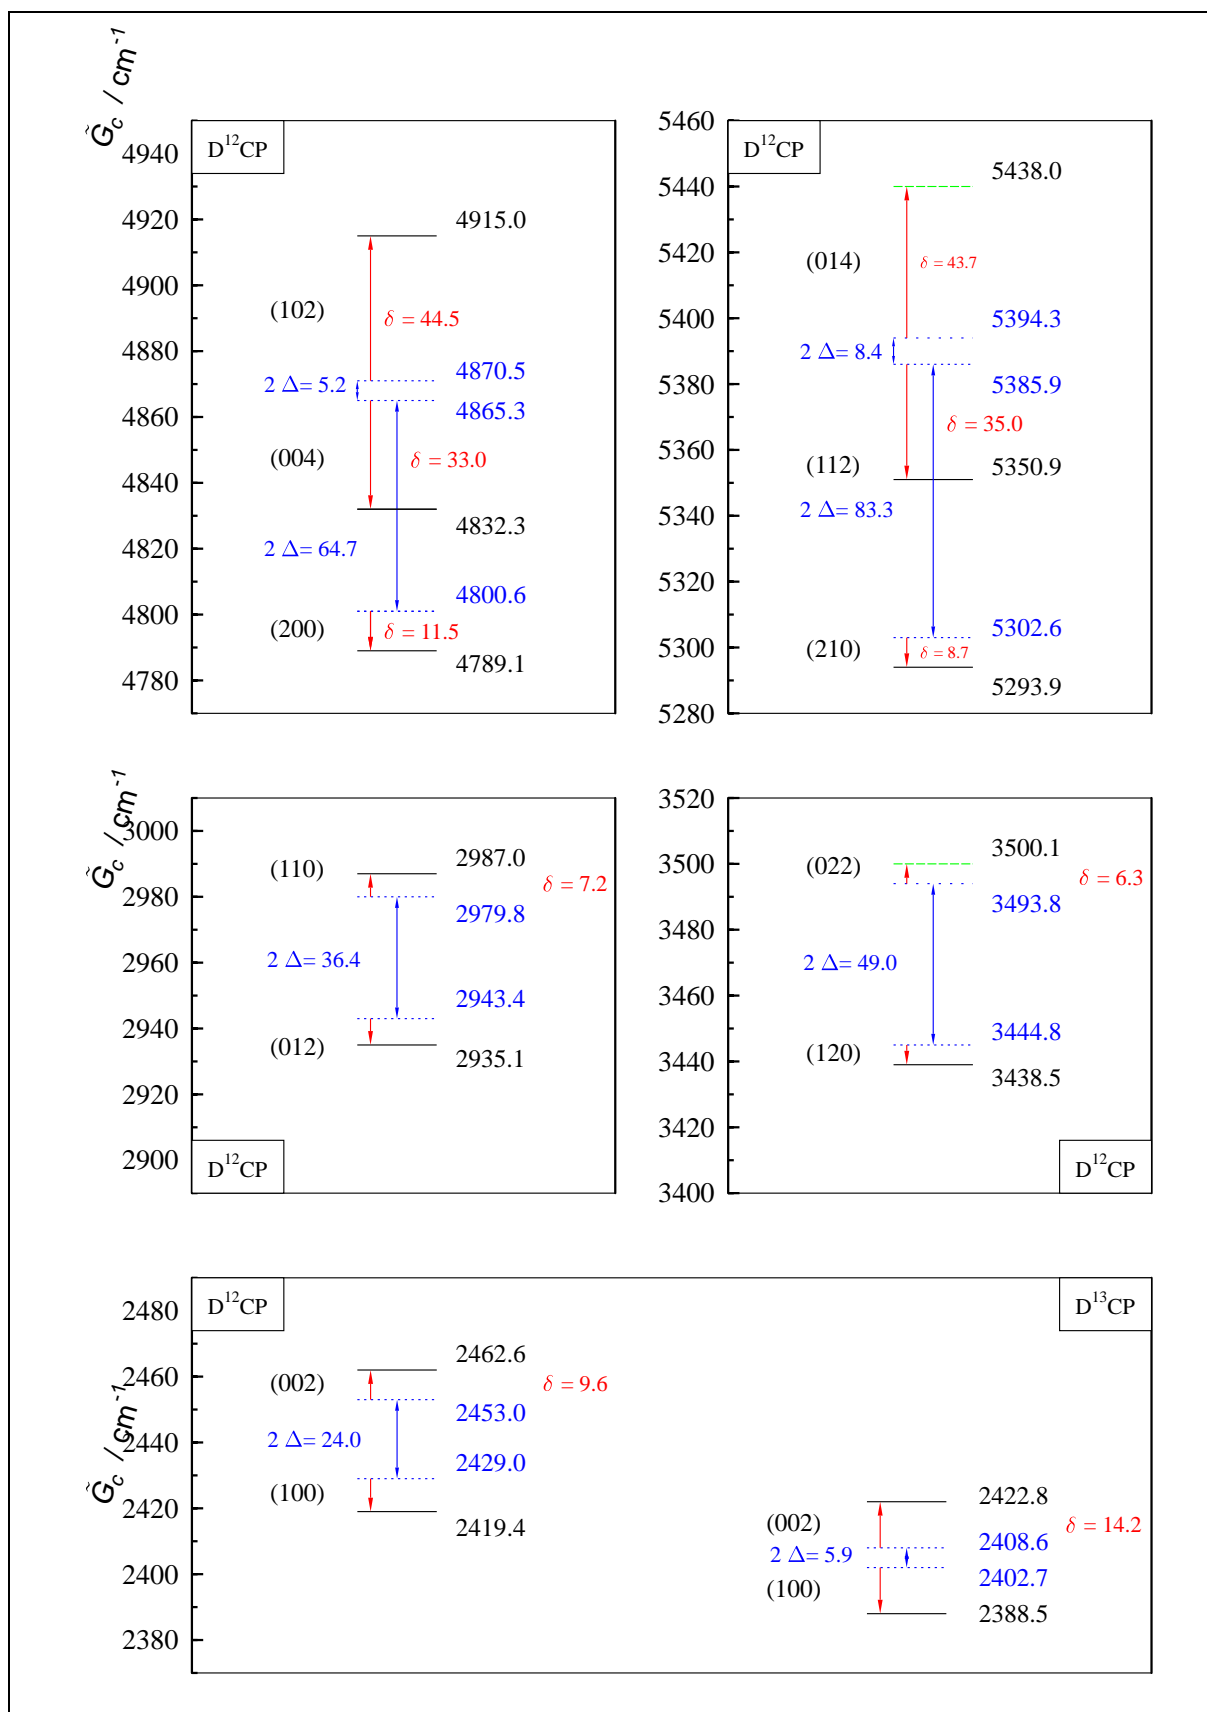 G̃c / cm⁻¹
D¹²CP
4940
4920
4900
4880
4860
4840
4820
4800
4780
4915.0
(102)
δ = 44.5
4870.5
2 Δ= 5.2
4865.3
(004)
δ = 33.0
4832.3
2 Δ= 64.7
4800.6
(200)
δ = 11.5
4789.1
D¹²CP
5460
5440
5420
5400
5380
5360
5340
5320
5300
5280
5438.0
(014)
δ = 43.7
5394.3
2 Δ= 8.4
5385.9
δ = 35.0
(112)
5350.9
2 Δ= 83.3
5302.6
(210)
δ = 8.7
5293.9
G̃c / cm⁻¹
3000
2980
2960
2940
2920
2900
(110)
2987.0
δ = 7.2
2979.8
2 Δ= 36.4
2943.4
(012)
2935.1
D¹²CP
3520
3500
3480
3460
3440
3420
3400
3500.1
(022)
δ = 6.3
3493.8
2 Δ= 49.0
3444.8
(120)
3438.5
D¹²CP
G̃c / cm⁻¹
2480
2460
2440
2420
2400
2380
D¹²CP
2462.6
(002)
δ = 9.6
2453.0
2 Δ= 24.0
2429.0
(100)
2419.4
D¹³CP
2422.8
(002)
δ = 14.2
2408.6
2 Δ= 5.9
2402.7
(100)
2388.5